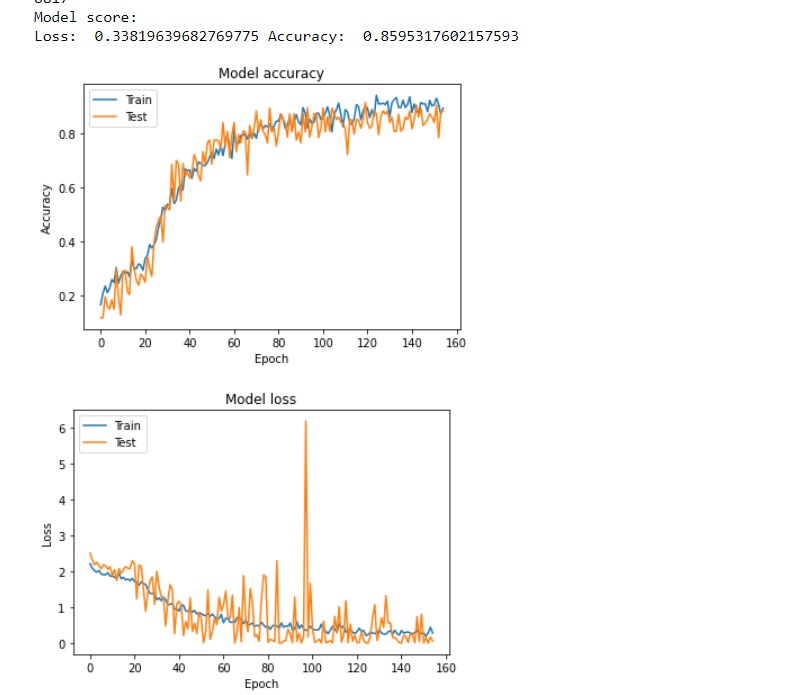 Model score:
Loss:  0.33819639682769775 Accuracy:  0.8595317602157593
Model accuracy
Train
Test
0.8
0.6
0.4
0.2
Accuracy
0 20 40 60 80 100 120 140 160
Epoch
Model loss
Train
Test
6
5
4
3
2
1
0
Loss
0 20 40 60 80 100 120 140 160
Epoch